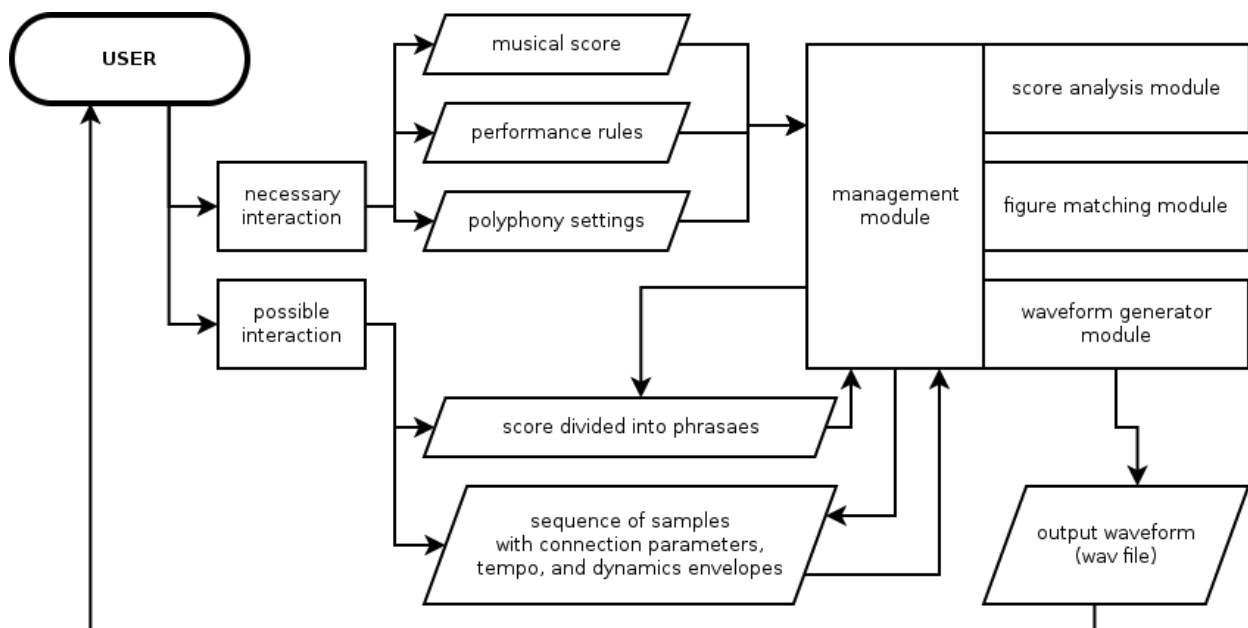 USER
necessary
interaction
possible
interaction
musical score
performance rules
polyphony settings
management
module
score analysis module
figure matching module
waveform generator
module
score divided into phrasaes
sequence of samples
with connection parameters,
tempo, and dynamics envelopes
output waveform
(wav file)